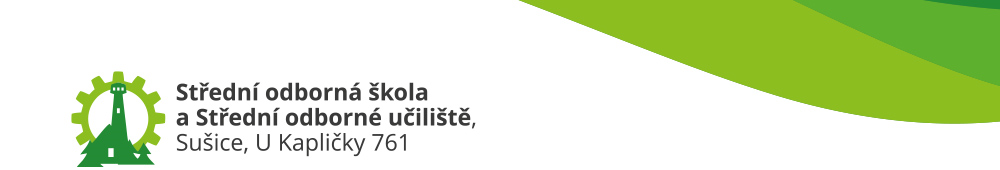 Střední odborná škola
a Střední odborné učiliště,
Sušice, U Kapličky 761